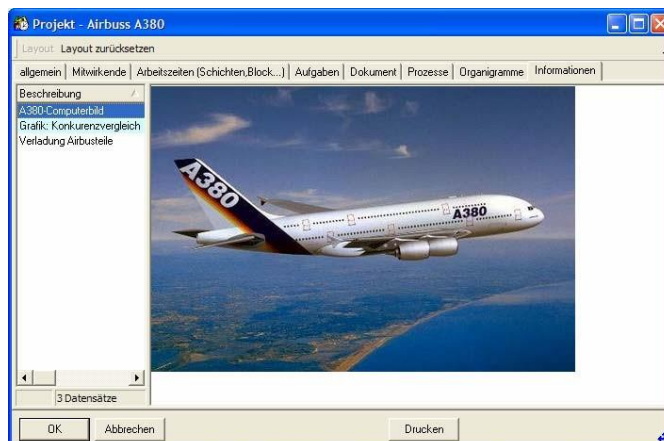 Projekt - Airbuss A380
Layout Layout zurücksetzen
allgemein Mitwirkende Arbeitszeiten (Schichten,Block...) Aufgaben Dokument Prozesse Organigramme Informationen
Beschreibung
A380-Computerbild
Grafik: Konkurenzvergleich
Verladung Airbusteile
A380
A380
3 Datensätze
OK Abbrechen Drucken